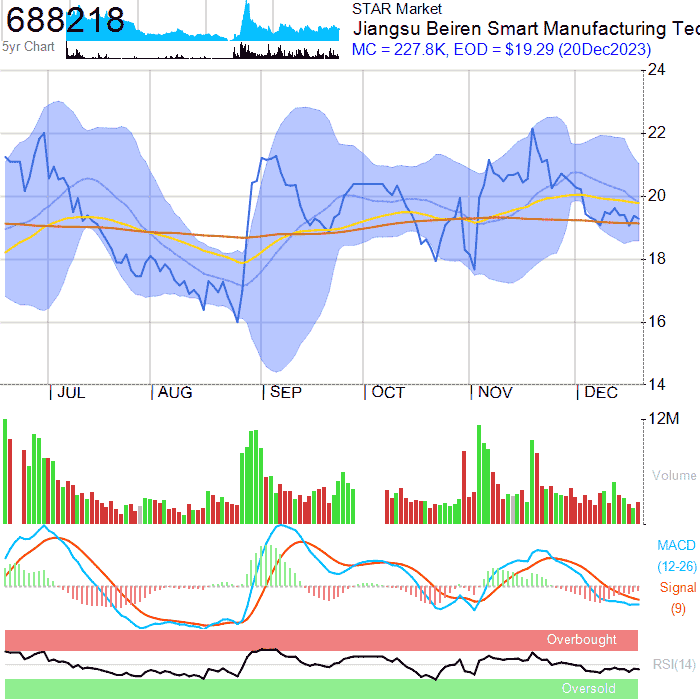 688218
STAR Market
Jiangsu Beiren Smart Manufacturing Tec
5yr Chart
MC = 227.8K, EOD = $19.29 (20Dec2023)
24
22
20
18
16
14
JUL AUG SEP OCT NOV DEC
12M
Volume
MACD
(12-26)
Signal
(9)
Overbought
RSI(14)
Oversold